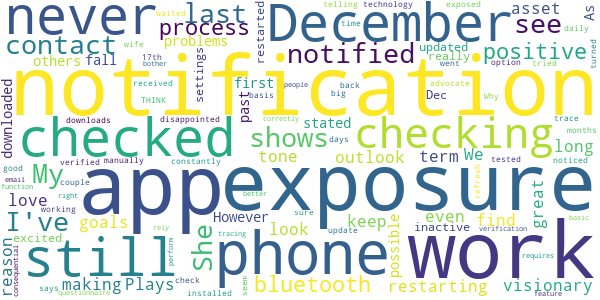 never December last process contact others fall problems settings
restarted see asset As
waited telling technology exposed daily
bother time wife 17th
notified updated positive really went option tried turned
notification
downloaded received THINK first past Dec back big advocate people Why
checked checking
downloads disappointed basis correctly trace months
My good verified manually constantly shows stated days term We tested noticed long
email function couple tone outlook
app exposure
I've love right working goals However look keep even inactive find great
better sure update rely tracing possible refresh verification basic
reason excited She
still phone work
consequential says making Plays perform check bluetooth restarting visionary
questionnaire installed seem requires feature